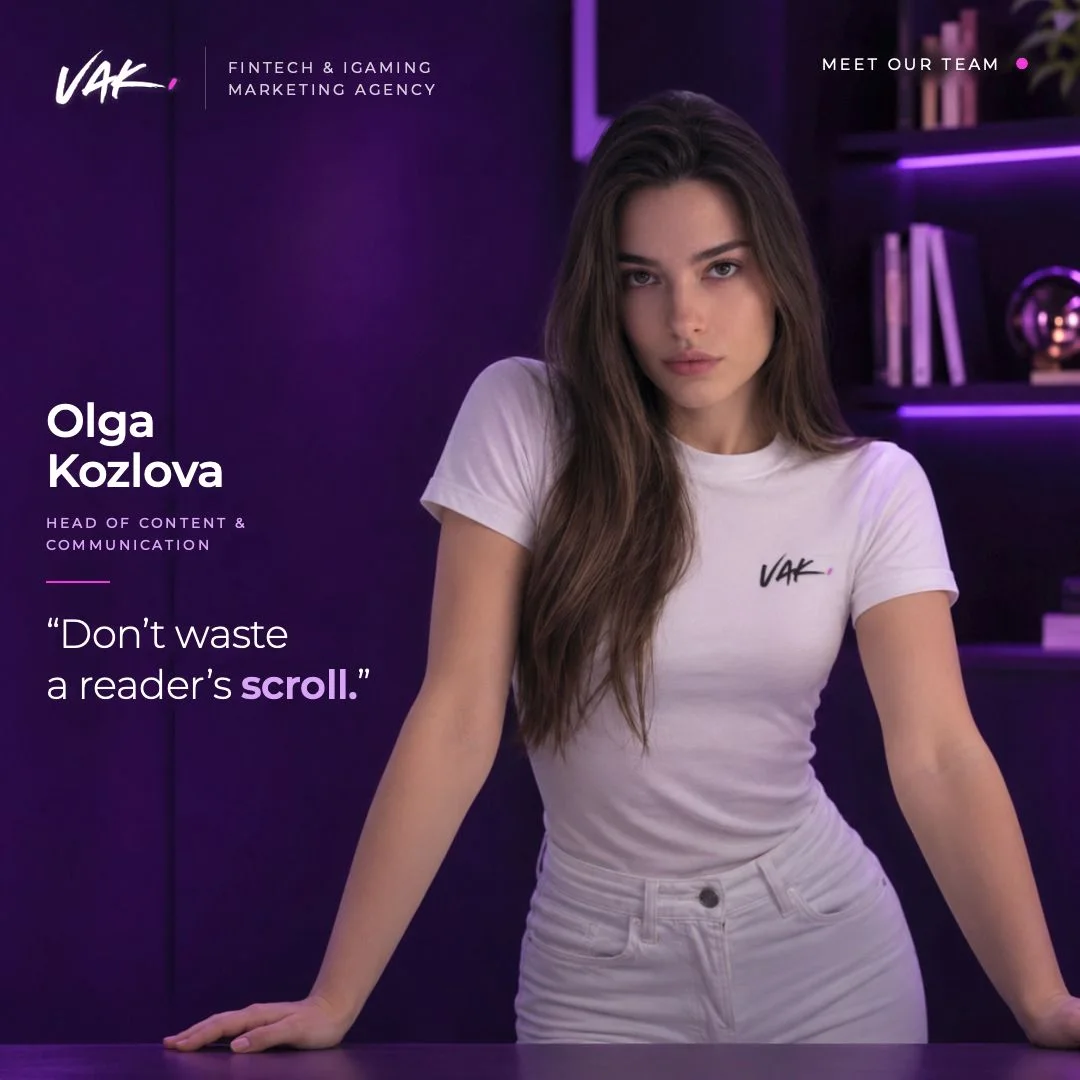 VAK.
FINTECH & IGAMING
MARKETING AGENCY
MEET OUR TEAM
Olga
Kozlova
HEAD OF CONTENT &
COMMUNICATION
“Don’t waste
a reader’s scroll.”
VAK.